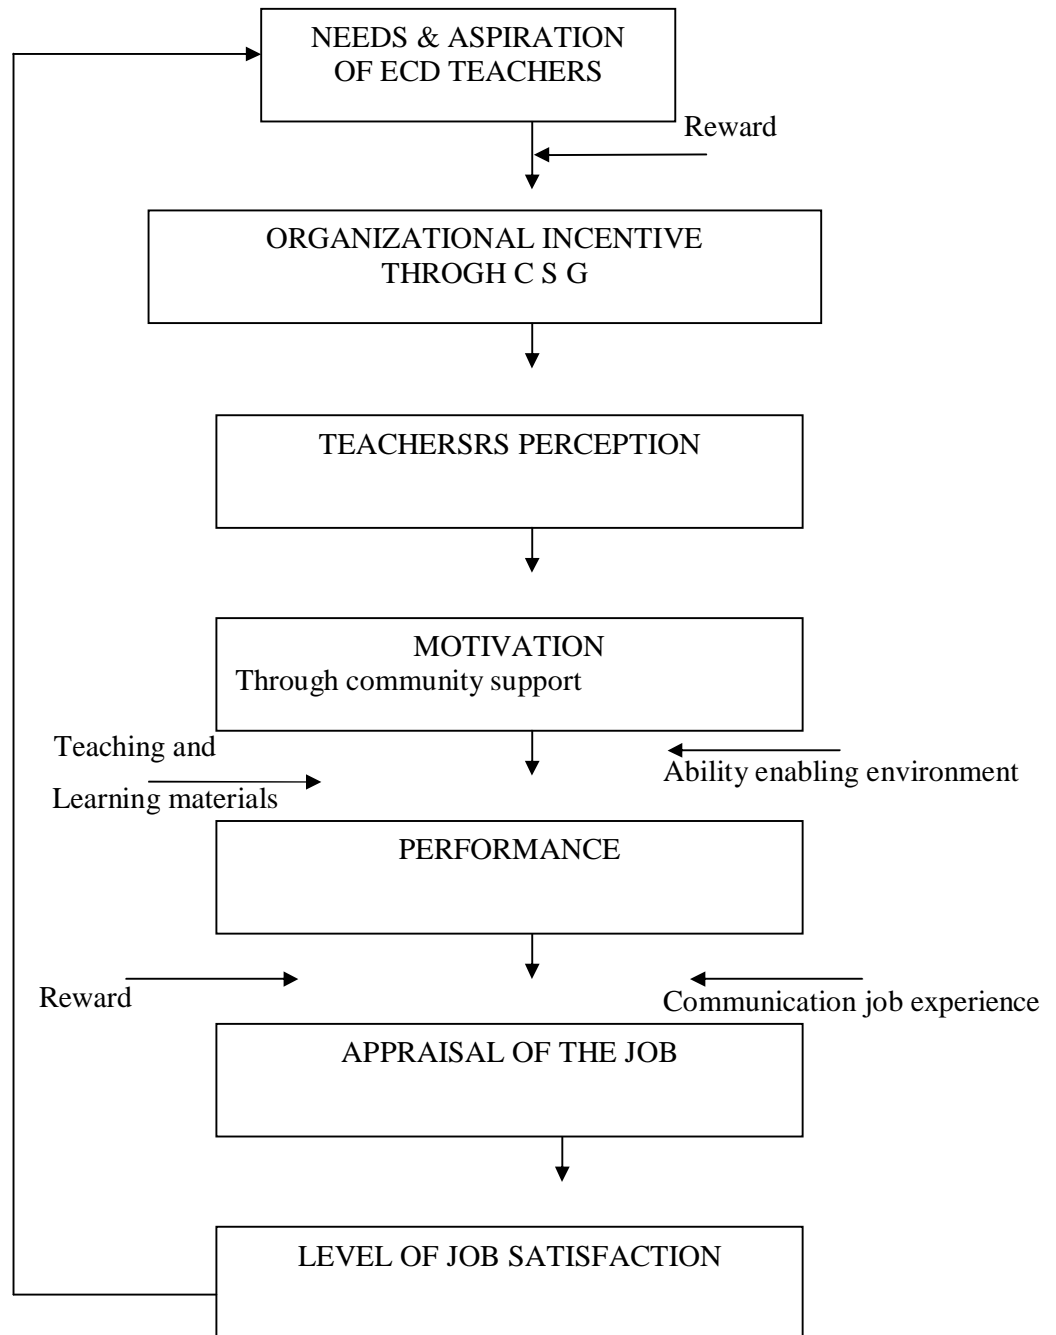 NEEDS & ASPIRATION
OF ECD TEACHERS
Reward
ORGANIZATIONAL INCENTIVE
THROGH C S G
TEACHERSRS PERCEPTION
MOTIVATION
Through community support
Teaching and
Learning materials
Ability enabling environment
PERFORMANCE
Reward
Communication job experience
APPRAISAL OF THE JOB
LEVEL OF JOB SATISFACTION